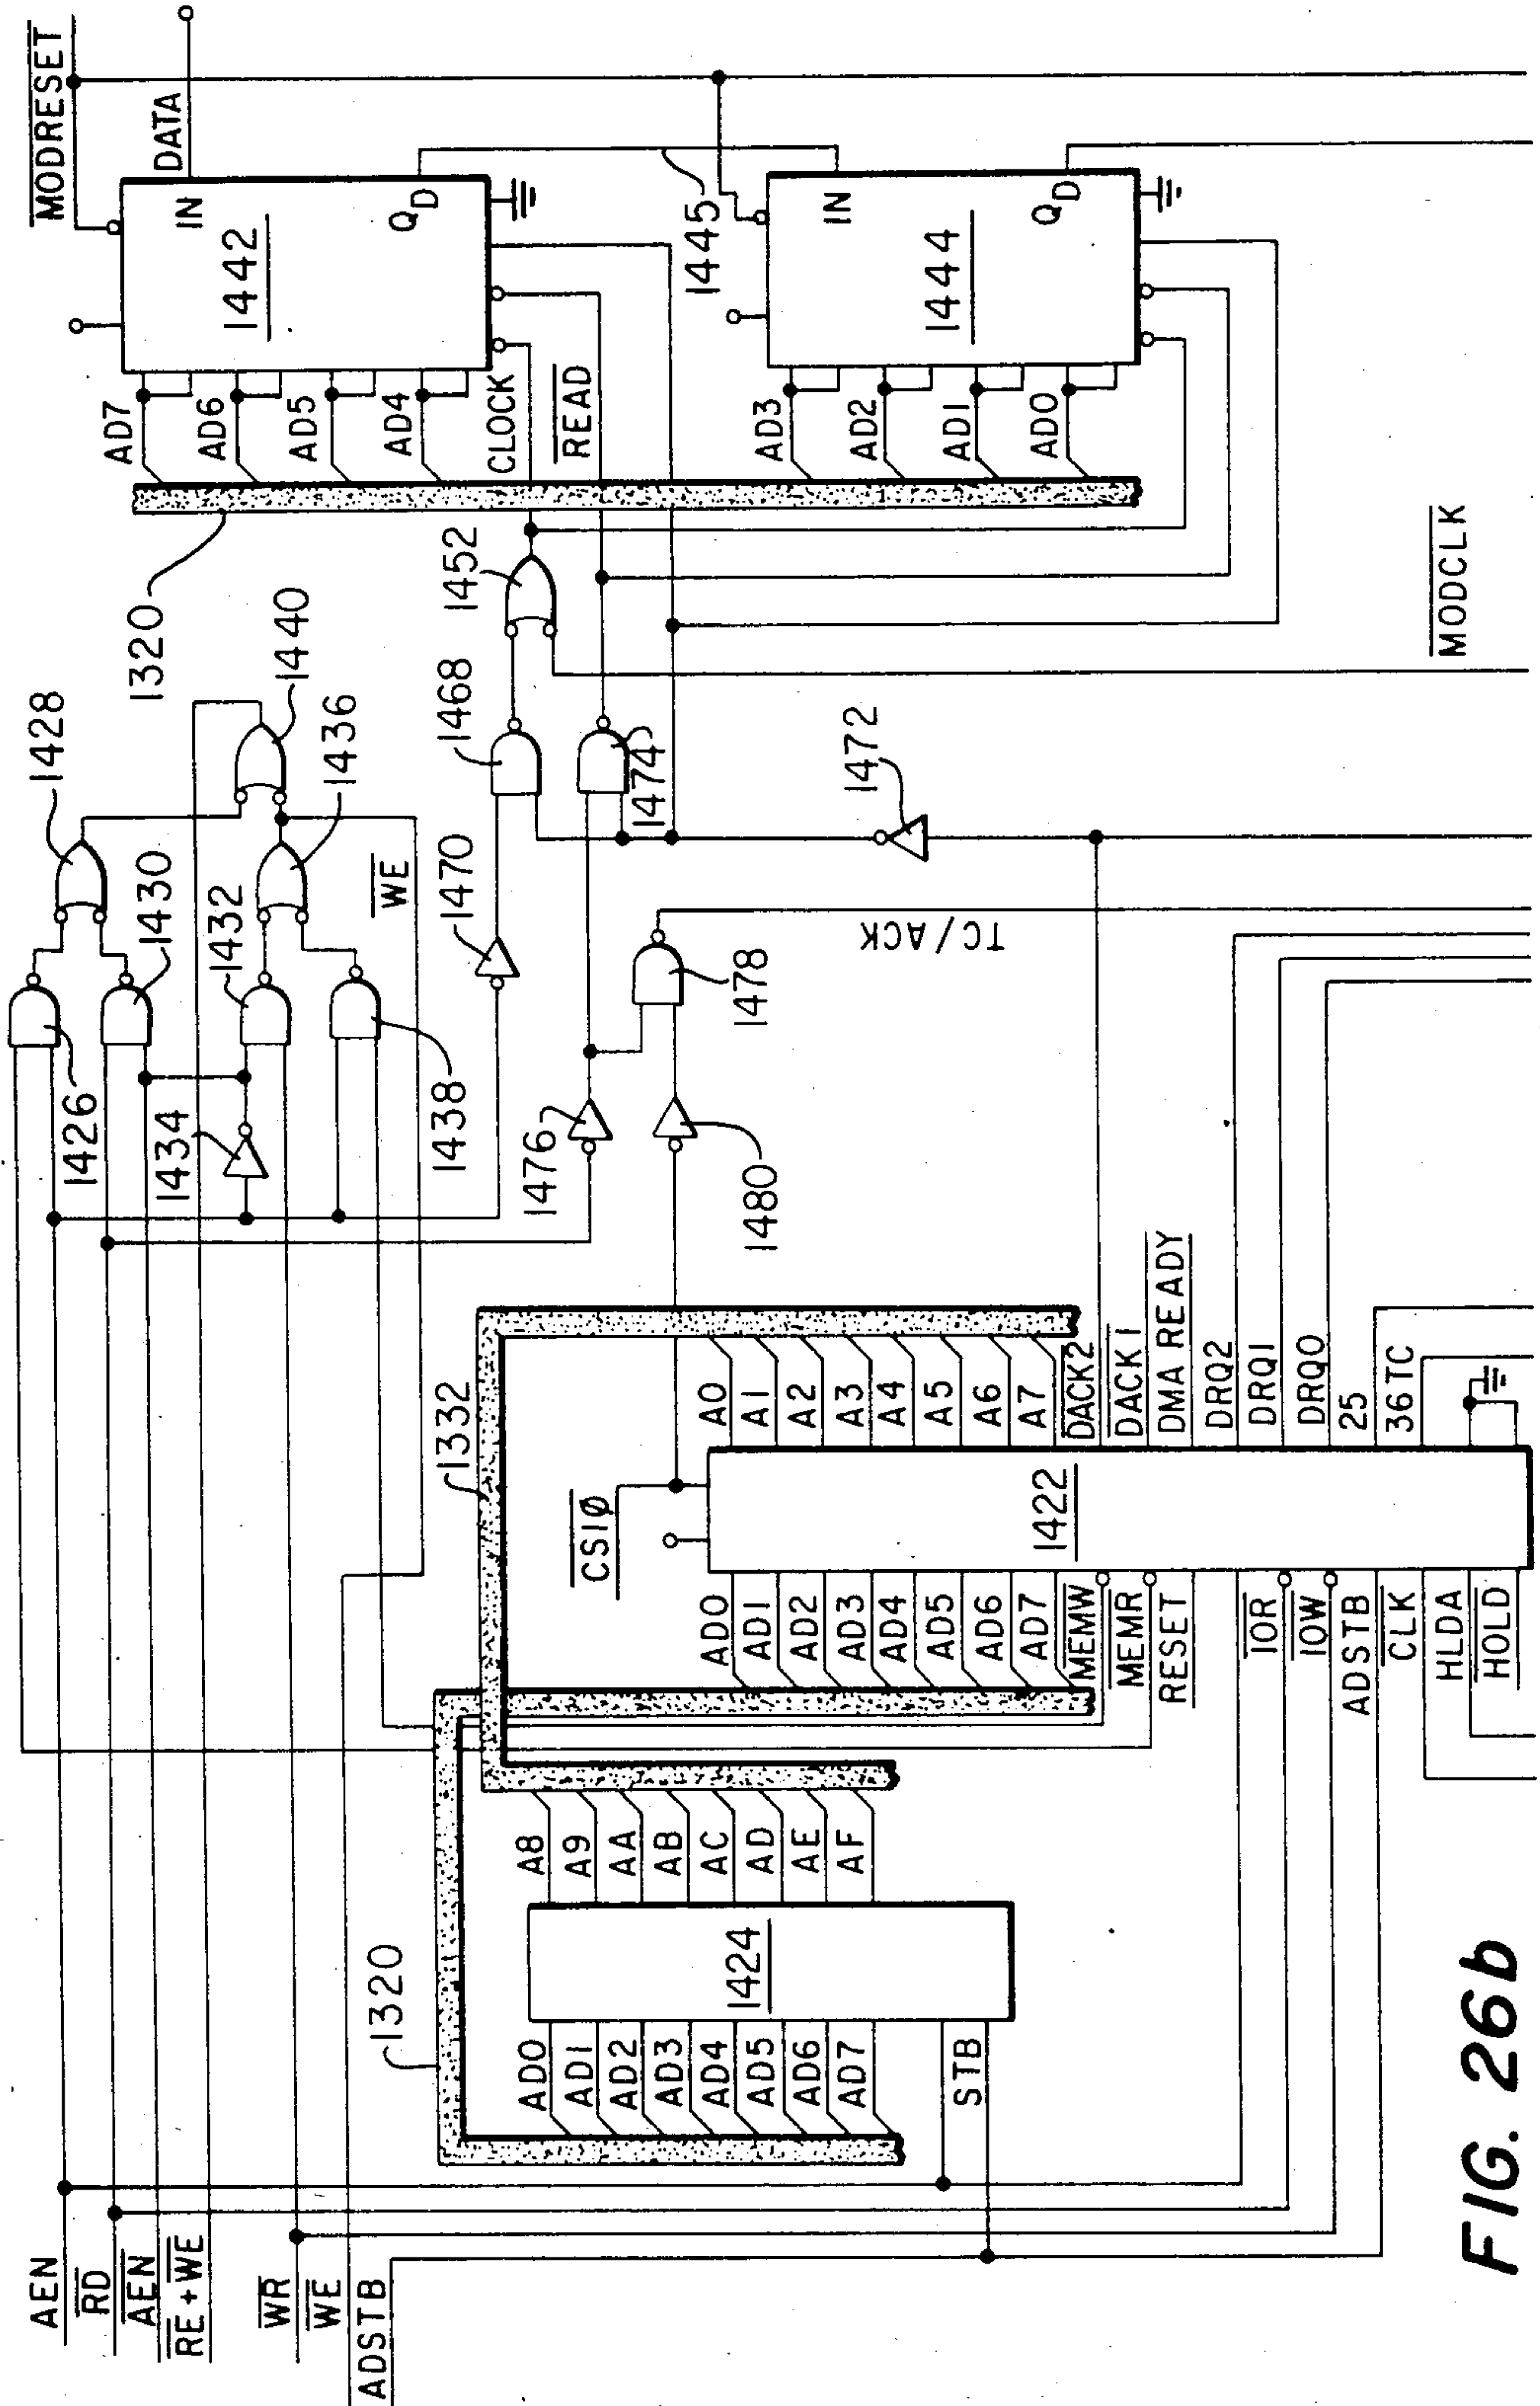 AEN
RD
AEN
RE + WE
WR
WE
ADSTB
1320
AD0
AD1
AD2
AD3
AD4
AD5
AD6
AD7
STB
1424
A8
A9
AA
AB
AC
AD
AE
AF
1332
CS1Ø
AD0
AD1
AD2
AD3
AD4
AD5
AD6
AD7
MEMW
MEMR
RESET
IOR
IOW
ADSTB
CLK
HLDA
HOLD
1422
A0
A1
A2
A3
A4
A5
A6
A7
DACK2
DACK1
DMA READY
DRQ2
DRQ1
DRQ0
25
36TC
1426
1434
1438
1476
1480
1428
1430
1432
WE
1470
1478
TC/ACK
1440
1436
1468
1474
1472
1320
1452
MODCLK
AD7
AD6
AD5
AD4
CLOCK
READ
AD3
AD2
AD1
AD0
MODRESET
DATA
IN
1442
QD
1445
IN
1444
QD
FIG. 26b